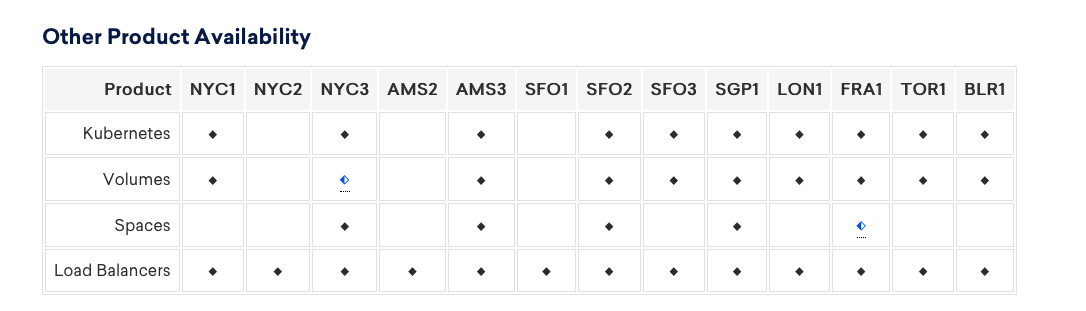 Other Product Availability
Product NYC1 NYC2 NYC3 AMS2 AMS3 SFO1 SFO2 SFO3 SGP1 LON1 FRA1 TOR1 BLR1
Kubernetes ◆ ◆ ◆ ◆ ◆ ◆ ◆ ◆ ◆ ◆
Volumes ◆ ⬖ ◆ ◆ ◆ ◆ ◆ ◆ ◆ ◆
Spaces ◆ ◆ ◆ ◆ ⬖
Load Balancers ◆ ◆ ◆ ◆ ◆ ◆ ◆ ◆ ◆ ◆ ◆ ◆ ◆